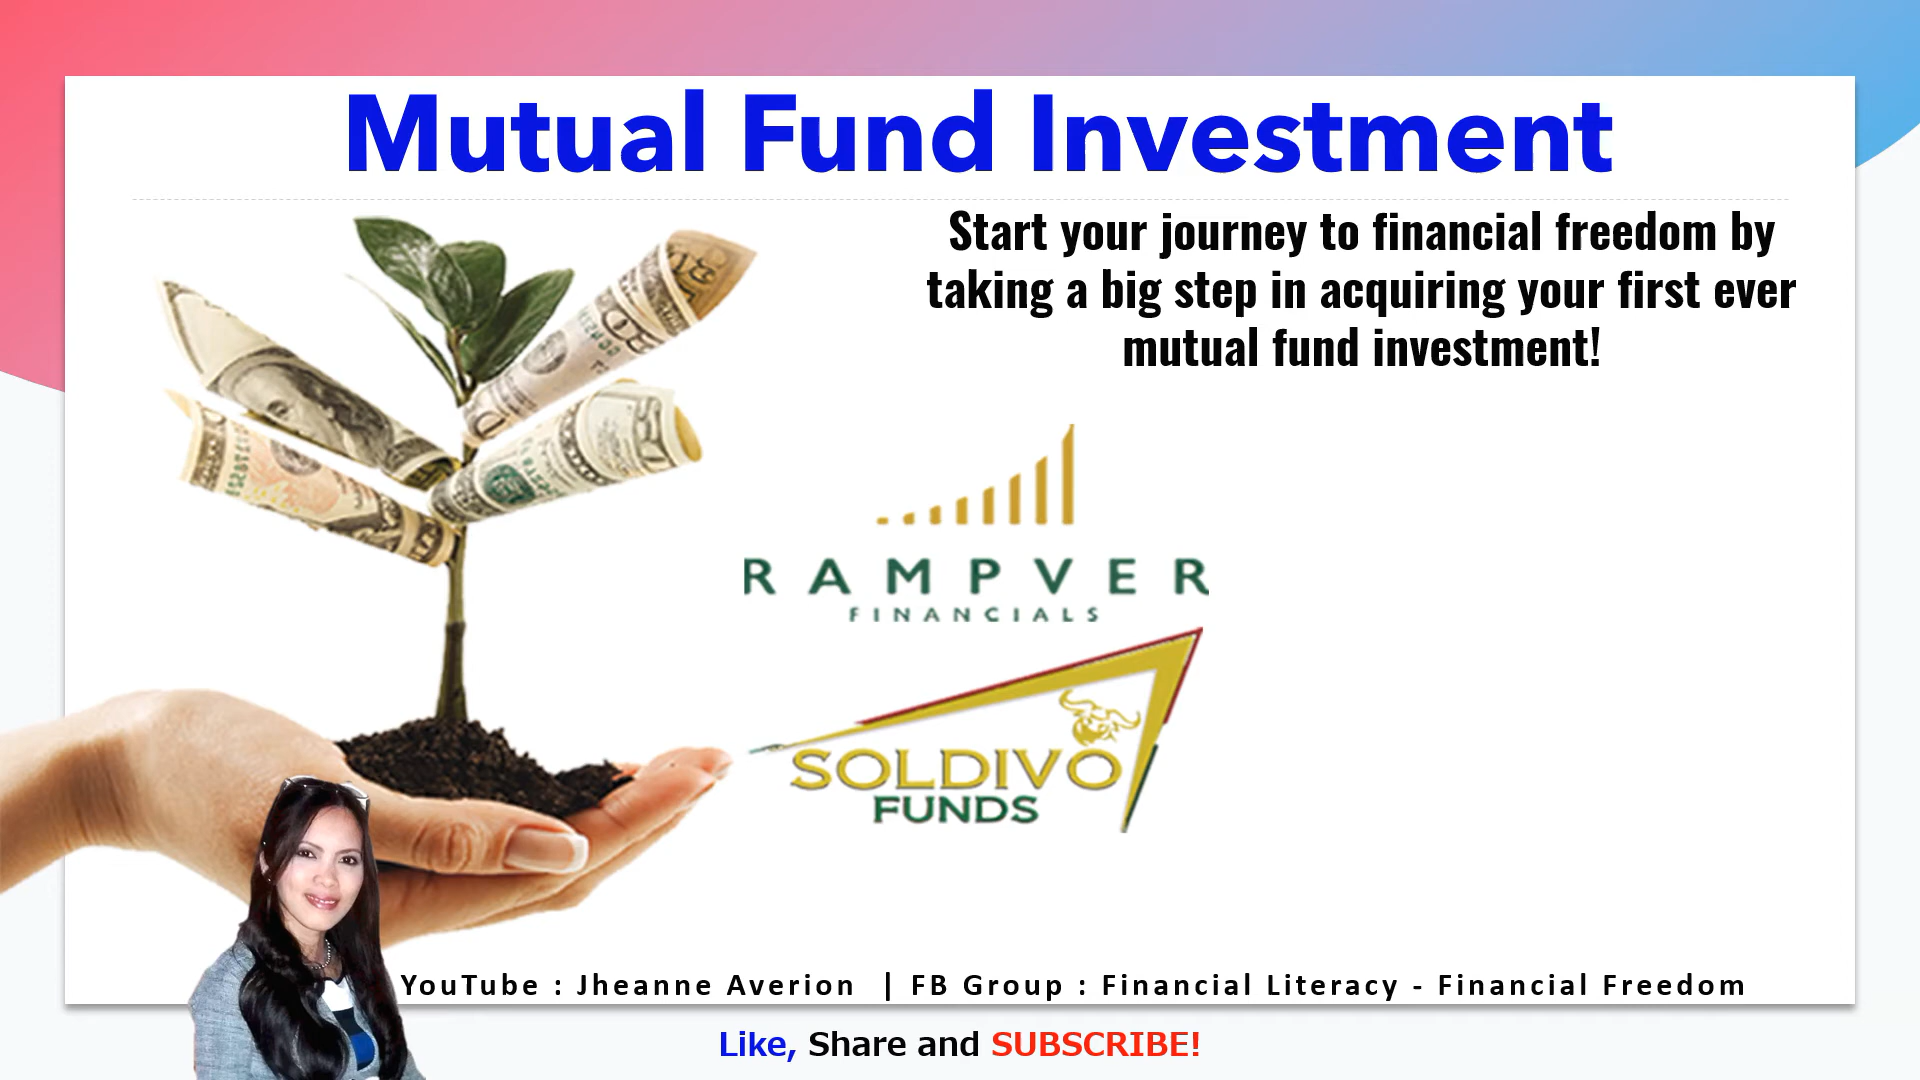 Mutual Fund Investment
Start your journey to financial freedom by
taking a big step in acquiring your first ever
mutual fund investment!
RAMPVER
FINANCIALS
SOLDIVO
FUNDS
YouTube : Jheanne Averion | FB Group : Financial Literacy - Financial Freedom
Like, Share and SUBSCRIBE!